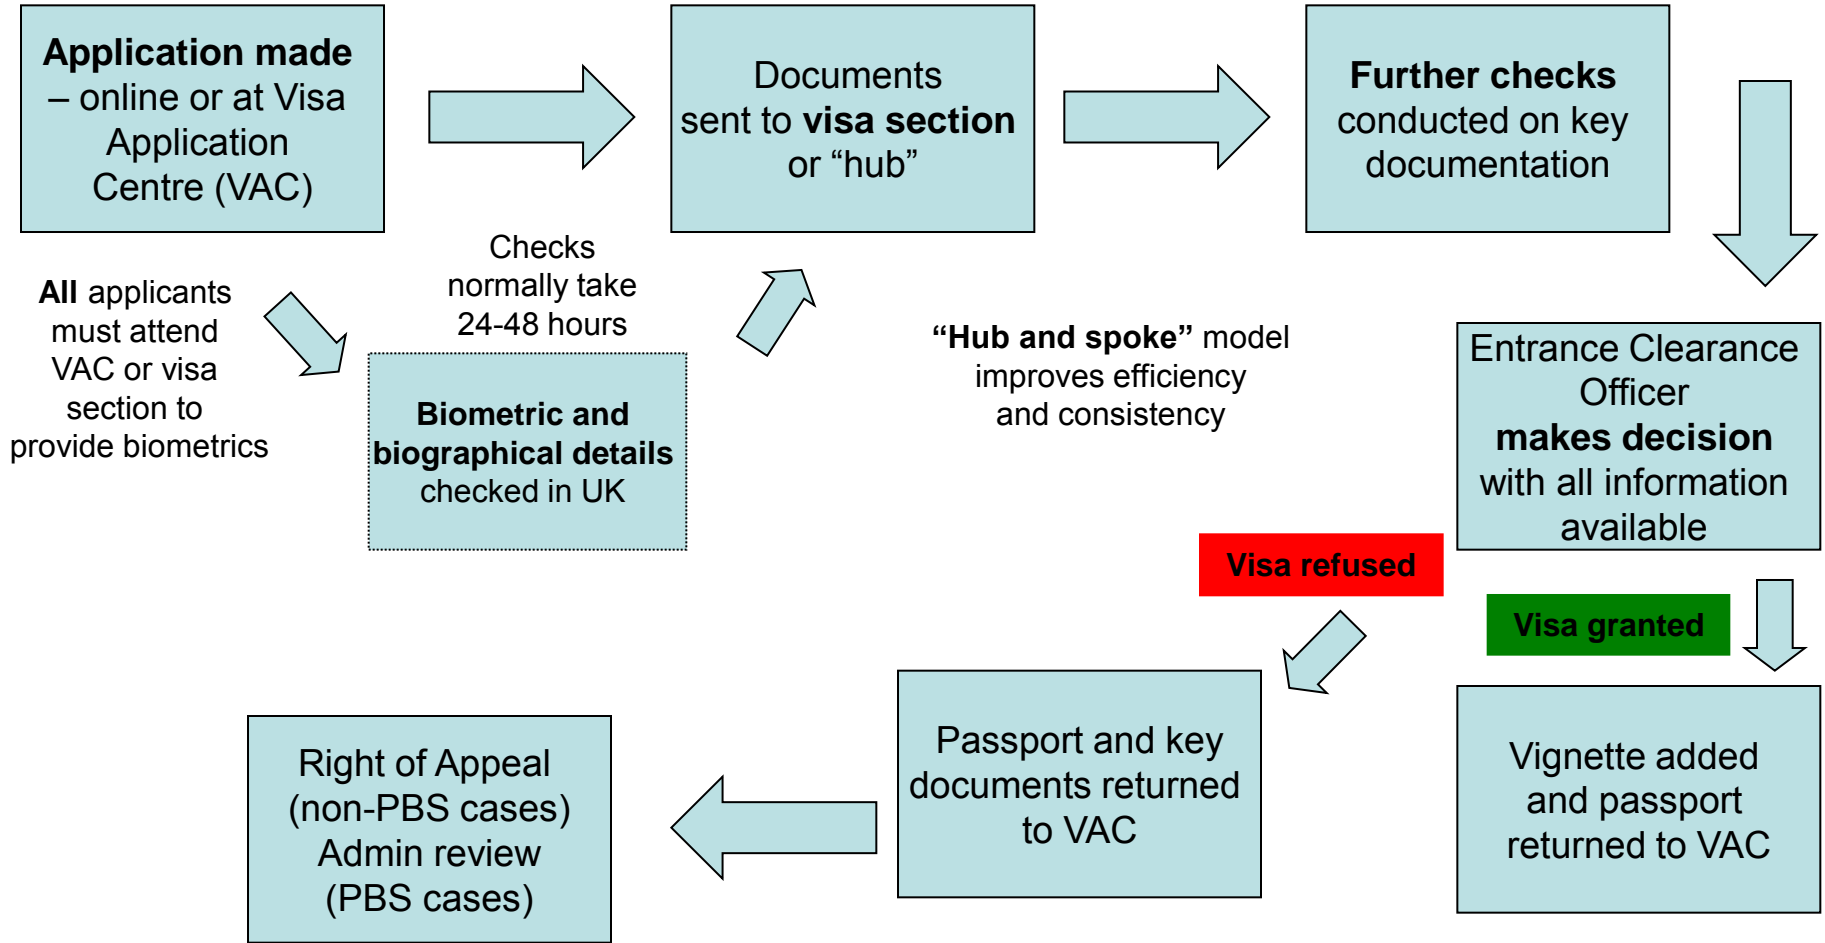 Application made
– online or at Visa
Application
Centre (VAC)
Documents
sent to visa section
or “hub”
Further checks
conducted on key
documentation
All applicants
must attend
VAC or visa
section to
provide biometrics
Checks
normally take
24-48 hours
Biometric and
biographical details
checked in UK
“Hub and spoke” model
improves efficiency
and consistency
Entrance Clearance
Officer
makes decision
with all information
available
Visa refused
Visa granted
Right of Appeal
(non-PBS cases)
Admin review
(PBS cases)
Passport and key
documents returned
to VAC
Vignette added
and passport
returned to VAC